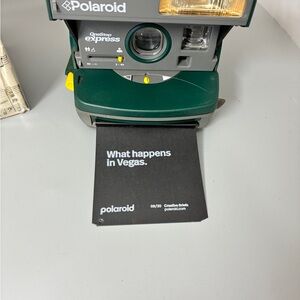 Polaroid
OneStep
express
What happens
in Vegas.
polaroid
Creative Briefs
polaroid.com